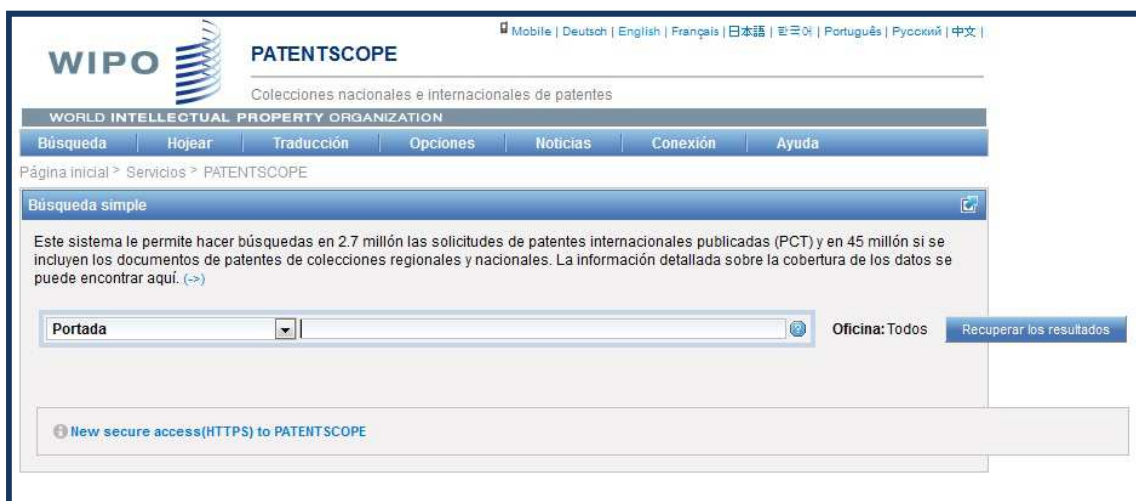 Mobile | Deutsch | English | Français | 日本語 | 한국어 | Português | Русский | 中文 |
WIPO
PATENTSCOPE
Colecciones nacionales e internacionales de patentes
WORLD INTELLECTUAL PROPERTY ORGANIZATION
Búsqueda Hojear Traducción Opciones Noticias Conexión Ayuda
Página inicial > Servicios > PATENTSCOPE
Búsqueda simple
Este sistema le permite hacer búsquedas en 2.7 millón las solicitudes de patentes internacionales publicadas (PCT) y en 45 millón si se
incluyen los documentos de patentes de colecciones regionales y nacionales. La información detallada sobre la cobertura de los datos se
puede encontrar aquí. (->)
Portada Oficina: Todos Recuperar los resultados
New secure access(HTTPS) to PATENTSCOPE